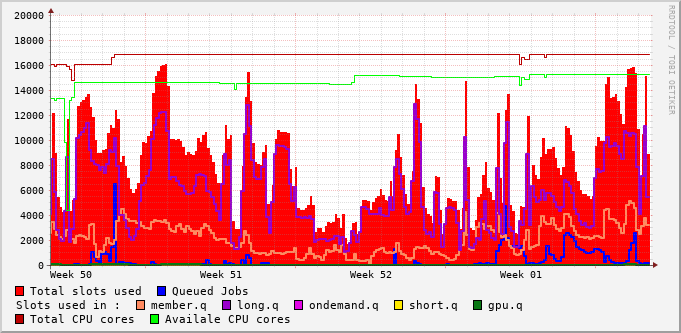 20000
18000
16000
14000
12000
10000
8000
6000
4000
2000
0
Week 50 Week 51 Week 52 Week 01
RRDTOOL / TOBI OETIKER
Total slots used Queued Jobs
Slots used in : member.q long.q ondemand.q short.q gpu.q
Total CPU cores Availale CPU cores